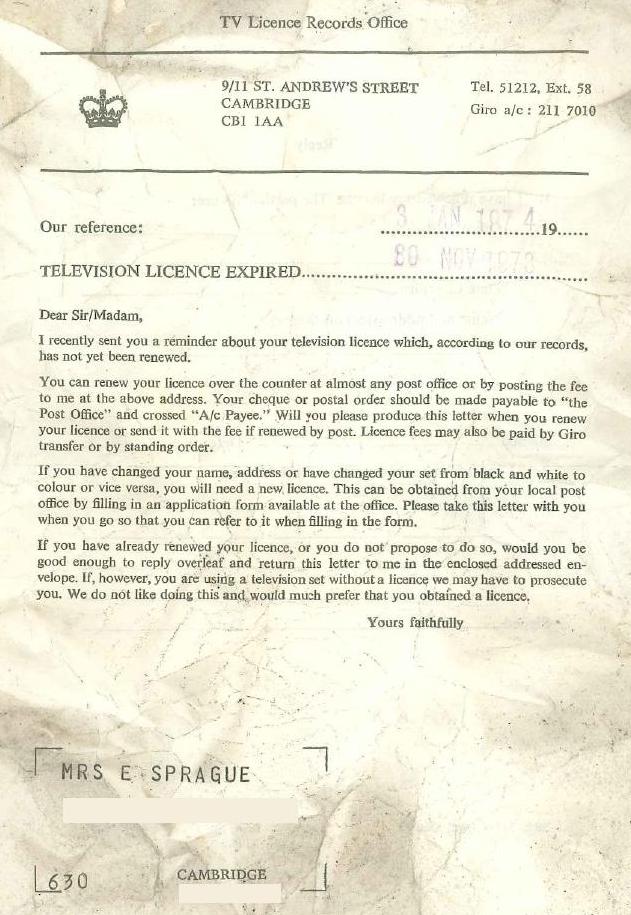 TV Licence Records Office
9/11 ST. ANDREW'S STREET
CAMBRIDGE
CB1 1AA
Tel. 51212, Ext. 58
Giro a/c : 211 7010
Our reference:
3 JAN 1974 19......
TELEVISION LICENCE EXPIRED 30 NOV 1973
Dear Sir/Madam,
I recently sent you a reminder about your television licence which, according to our records,
has not yet been renewed.
You can renew your licence over the counter at almost any post office or by posting the fee
to me at the above address. Your cheque or postal order should be made payable to “the
Post Office” and crossed “A/c Payee.” Will you please produce this letter when you renew
your licence or send it with the fee if renewed by post. Licence fees may also be paid by Giro
transfer or by standing order.
If you have changed your name, address or have changed your set from black and white to
colour or vice versa, you will need a new licence. This can be obtained from your local post
office by filling in an application form available at the office. Please take this letter with you
when you go so that you can refer to it when filling in the form.
If you have already renewed your licence, or you do not propose to do so, would you be
good enough to reply overleaf and return this letter to me in the enclosed addressed en-
velope. If, however, you are using a television set without a licence we may have to prosecute
you. We do not like doing this and would much prefer that you obtained a licence.
Yours faithfully
MRS E SPRAGUE
630
CAMBRIDGE